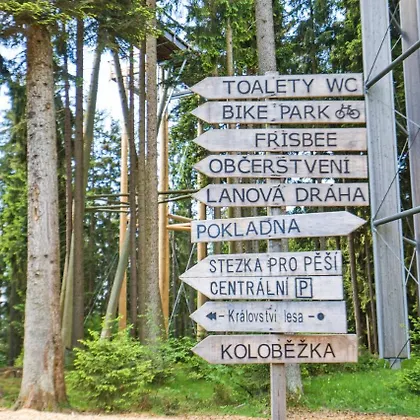 TOALETY WC
BIKE PARK
FRISBEE
OBČERSTVENÍ
LANOVÁ DRÁHA
POKLADNA
STEZKA PRO PĚŠÍ
CENTRÁLNÍ P
Království lesa
KOLOBĚŽKA